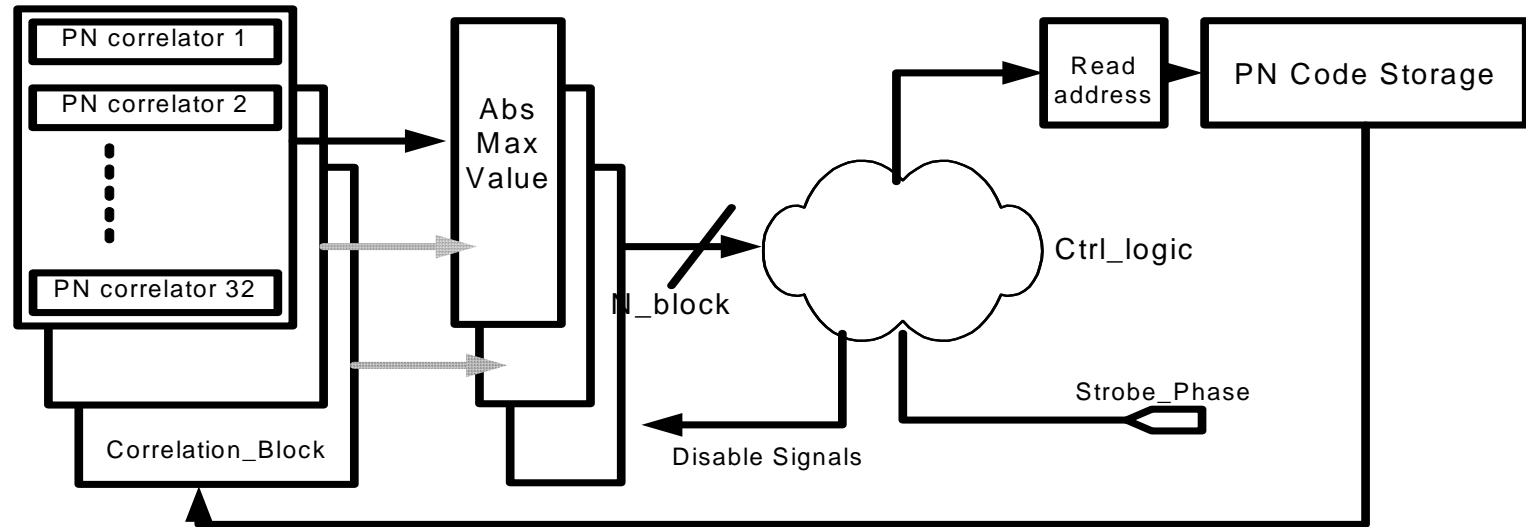 PN correlator 1
PN correlator 2
PN correlator 32
Correlation_Block
Abs
Max
Value
N_block
Ctrl_logic
Disable Signals
Strobe_Phase
Read
address
PN Code Storage